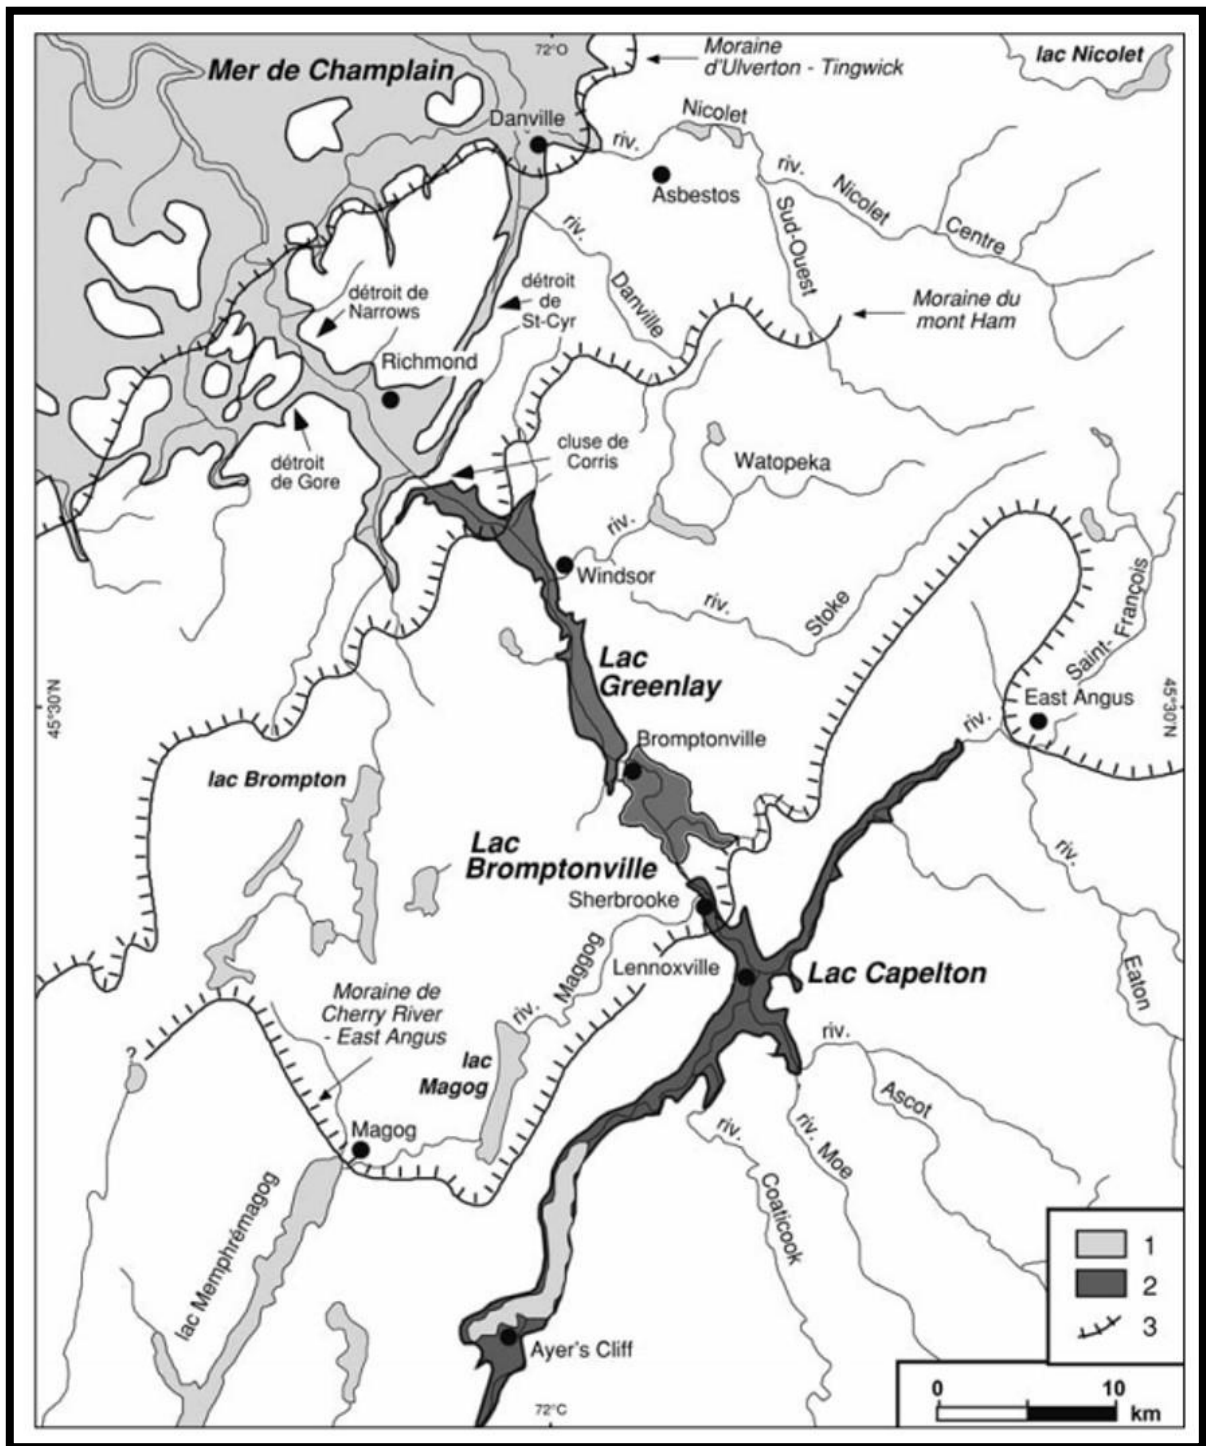 72°O
Moraine
d'Ulverton - Tingwick
lac Nicolet
Mer de Champlain
Danville
riv.
Nicolet
Asbestos
riv.
Nicolet
Centre
Sud-Ouest
riv.
Danville
détroit de
Narrows
détroit
de
St-Cyr
Moraine du
mont Ham
Richmond
détroit
de Gore
cluse de
Corris
Watopeka
riv.
Windsor
riv.
Stoke
Saint-François
Lac
Greenlay
East Angus
riv.
45°30'N
45°30'N
Bromptonville
lac Brompton
Lac
Bromptonville
riv.
Eaton
Sherbrooke
Lennoxville
Lac Capelton
Moraine de
Cherry River
- East Angus
riv.
Maggog
?
lac
Magog
riv.
Ascot
Magog
riv.
Moe
riv.
Coaticook
lac Memphrémagog
Ayer's Cliff
1
2
3
0
10
km
72°C